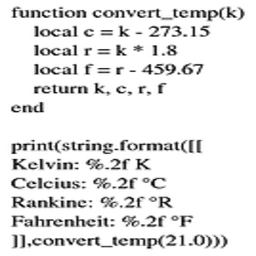 function convert_temp(k)
    local c = k - 273.15
    local r = k * 1.8
    local f = r - 459.67
    return k, c, r, f
end

print(string.format([[
Kelvin: %.2f K
Celcius: %.2f °C
Rankine: %.2f °R
Fahrenheit: %.2f °F
]],convert_temp(21.0)))